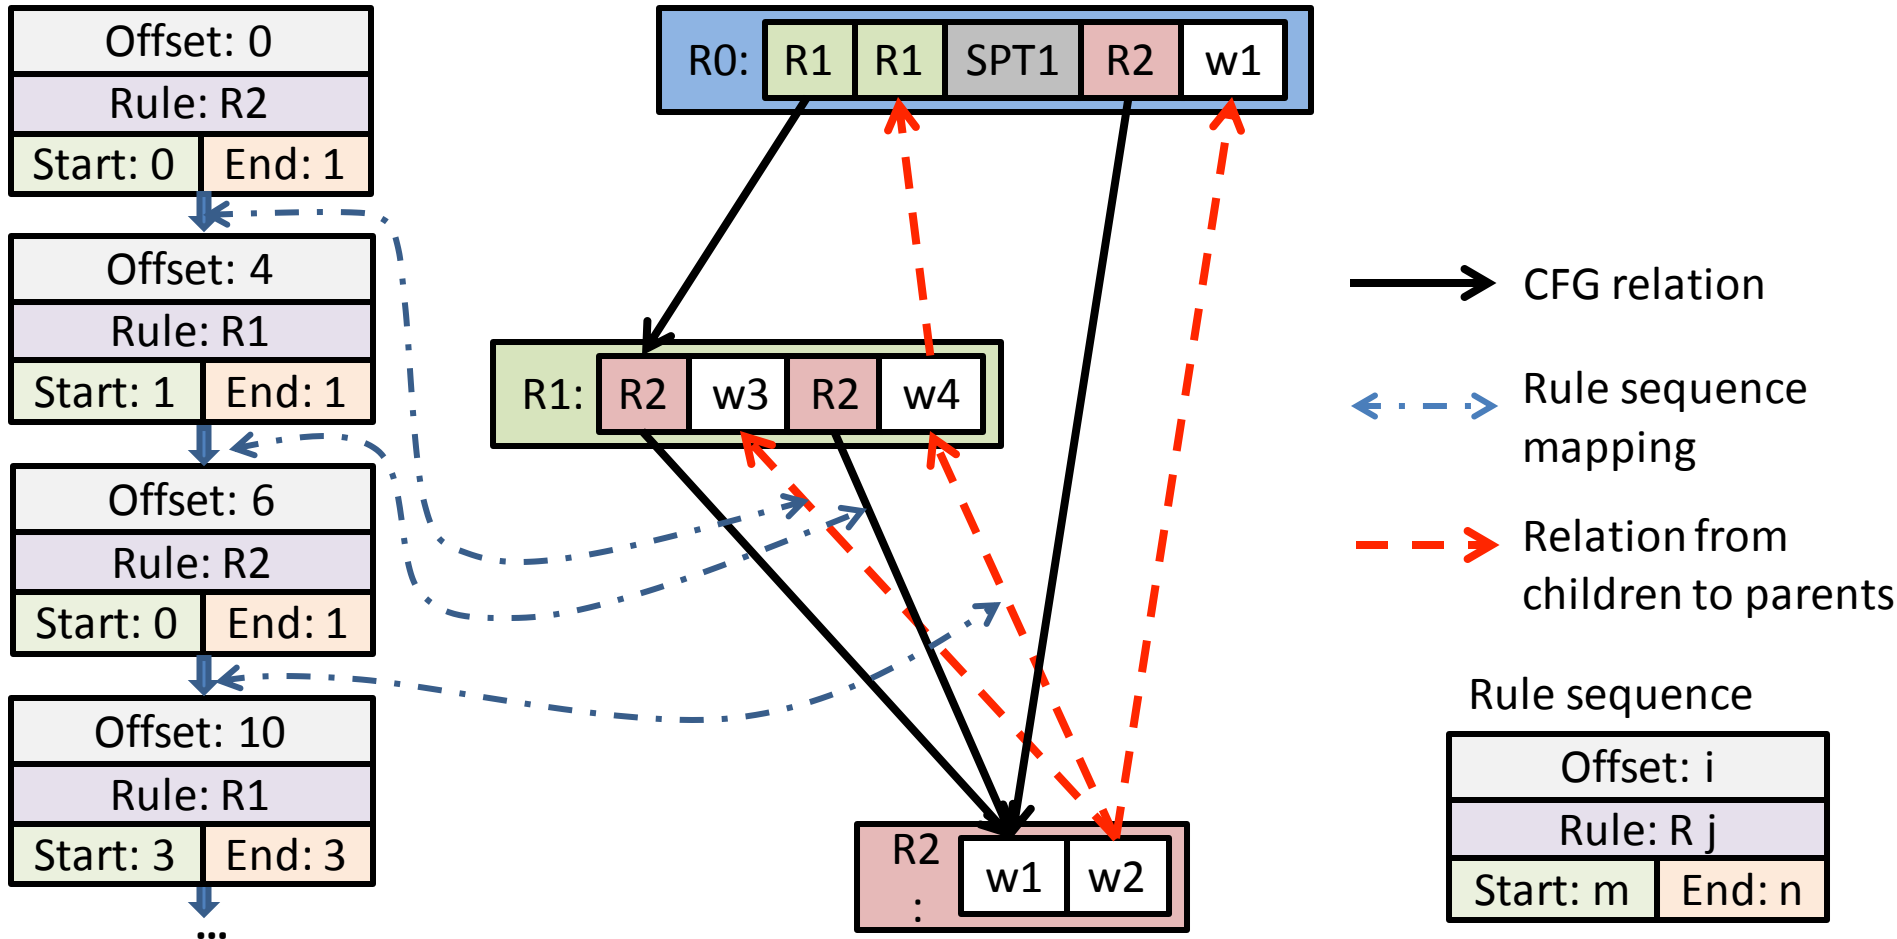 Offset: 0
Rule: R2
Start: 0 End: 1
Offset: 4
Rule: R1
Start: 1 End: 1
Offset: 6
Rule: R2
Start: 0 End: 1
Offset: 10
Rule: R1
Start: 3 End: 3
...
R0: R1 R1 SPT1 R2 w1
R1: R2 w3 R2 w4
R2
: w1 w2
CFG relation
Rule sequence
mapping
Relation from
children to parents
Rule sequence
Offset: i
Rule: R j
Start: m End: n